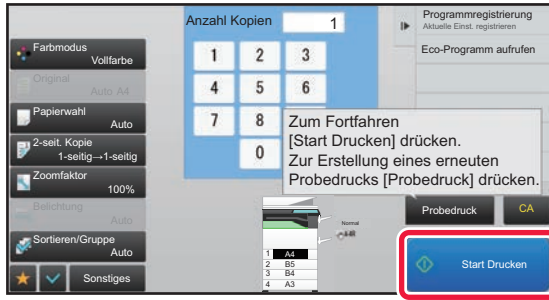 Anzahl Kopien
1
Programmregistrierung
Aktuelle Einst. registrieren
Eco-Programm aufrufen
Farbmodus
Vollfarbe
Original
Auto A4
Papierwahl
Auto
2-seit. Kopie
1-seitig→1-seitig
Zoomfaktor
100%
Belichtung
Auto
Sortieren/Gruppe
Auto
Sonstiges
1 2 3
4 5 6
7 8
0
Zum Fortfahren
[Start Drucken] drücken.
Zur Erstellung eines erneuten
Probedrucks [Probedruck] drücken.
Normal
1 A4
2 B5
3 B4
4 A3
Probedruck
CA
Start Drucken